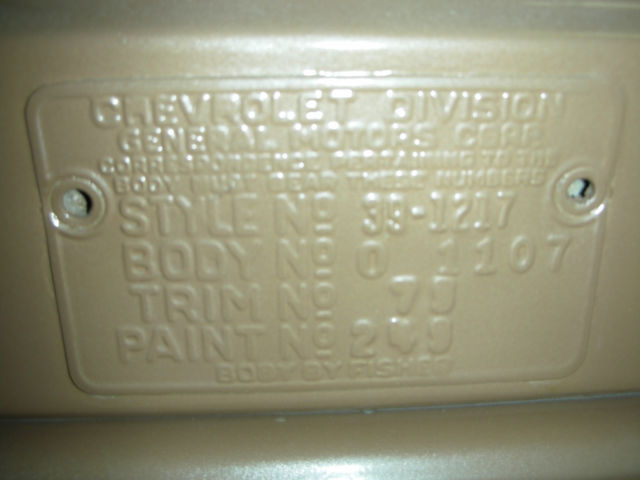 CHEVROLET DIVISION
GENERAL MOTORS CORP.
CORRESPONDENCE PERTAINING TO THE
BODY MUST BEAR THESE NUMBERS
STYLE No 39-1217
BODY No O 1107
TRIM No
PAINT No
BODY BY FISHER